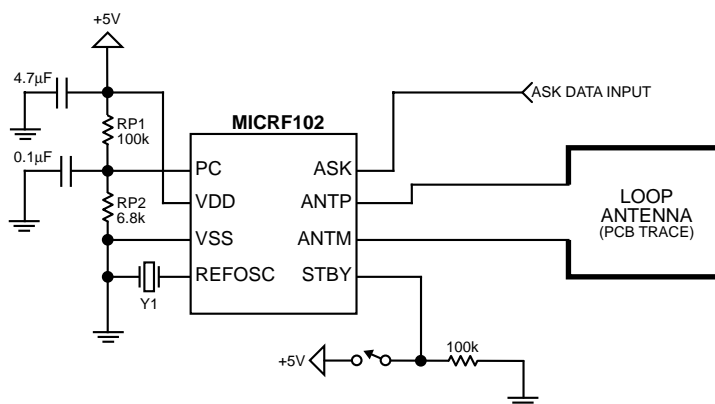 +5V
4.7µF
MICRF102
ASK DATA INPUT
RP1
100k
0.1µF
PC
ASK
RP2
6.8k
VDD
ANTP
LOOP
ANTENNA
(PCB TRACE)
VSS
ANTM
REFOSC
STBY
Y1
+5V
100k